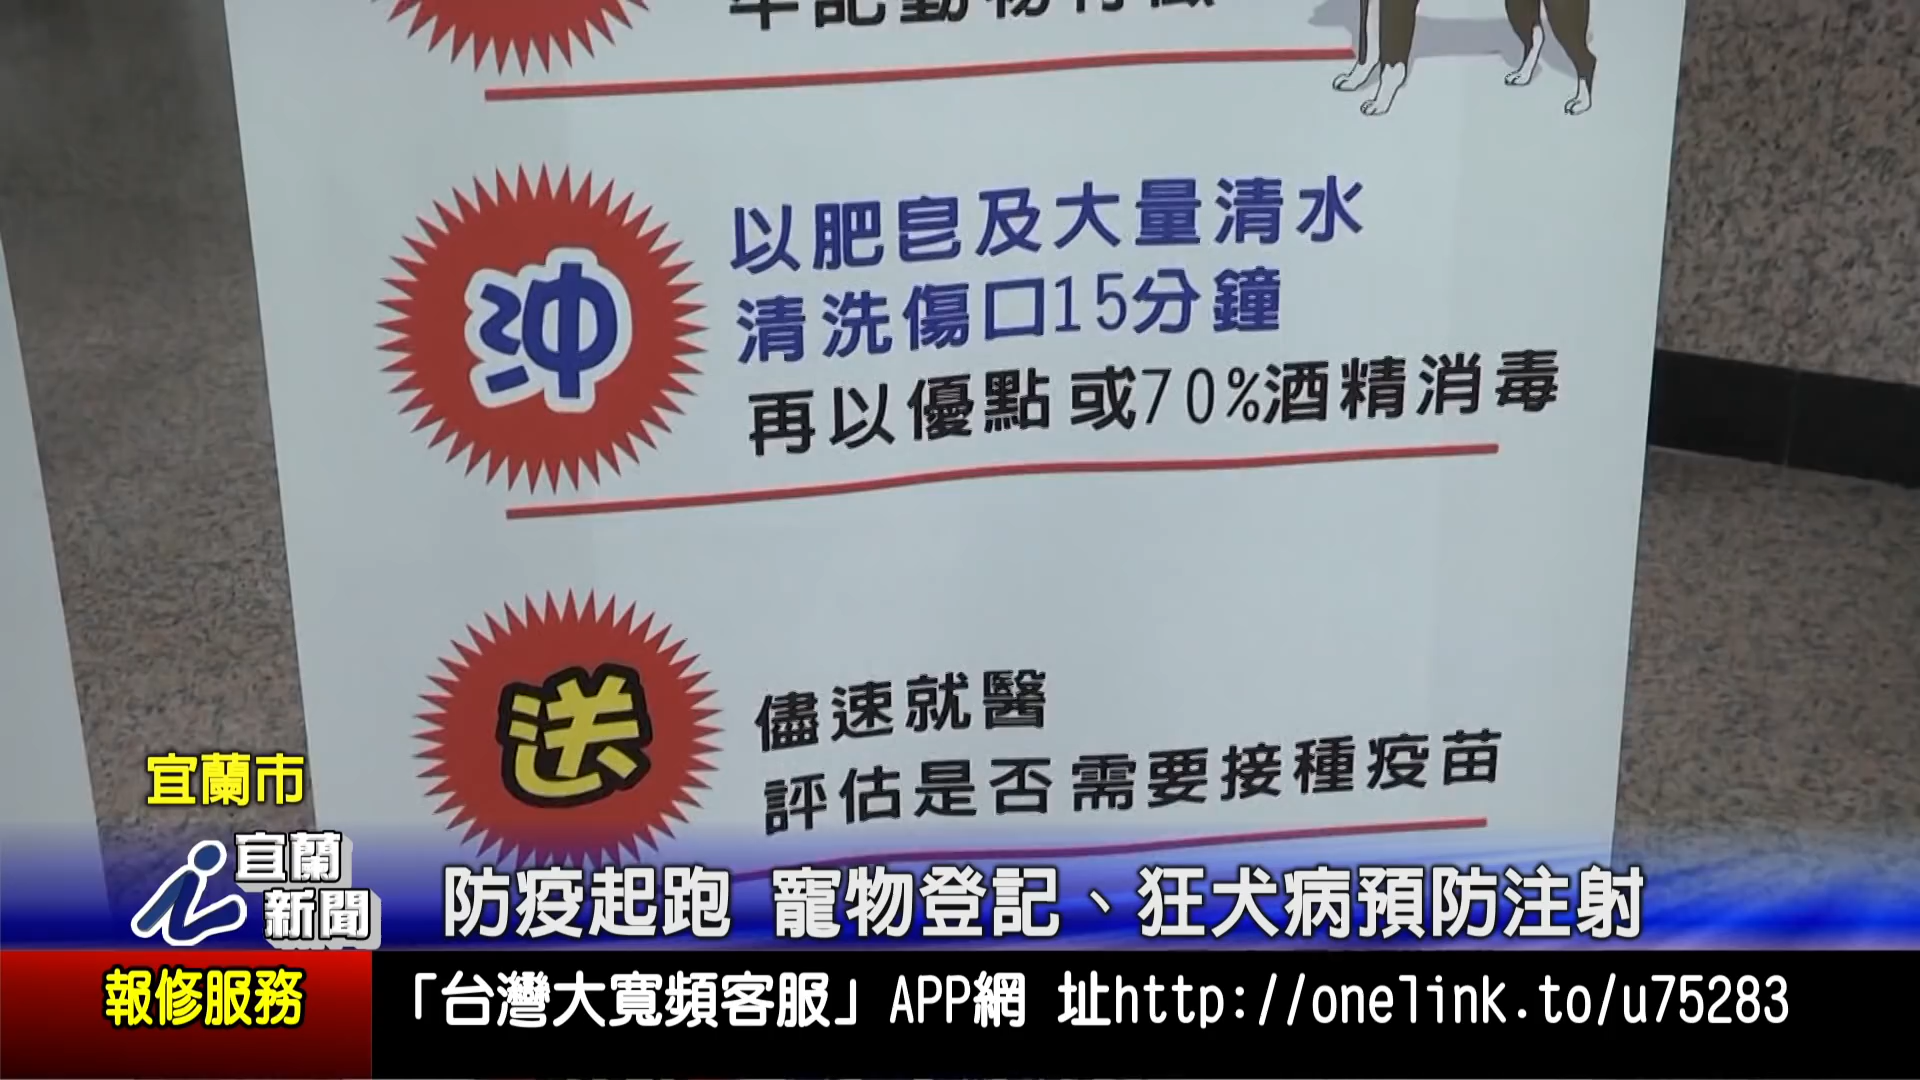 沖
以肥皂及大量清水
清洗傷口15分鐘
再以優點或70%酒精消毒
送
儘速就醫
評估是否需要接種疫苗
宜蘭市
宜蘭
新聞
防疫起跑 寵物登記、狂犬病預防注射
報修服務
「台灣大寬頻客服」APP網 址http://onelink.to/u75283